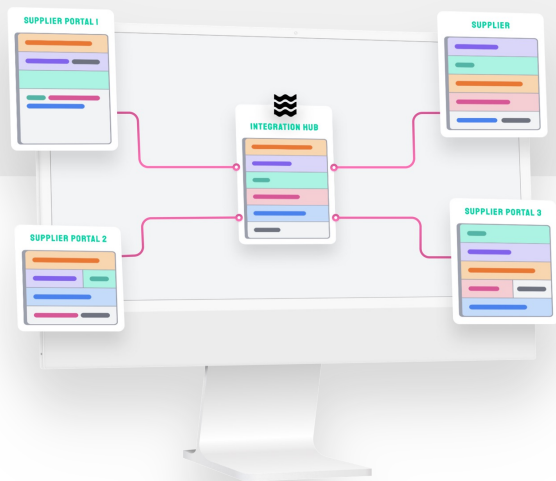 SUPPLIER PORTAL 1
SUPPLIER
INTEGRATION HUB
SUPPLIER PORTAL 2
SUPPLIER PORTAL 3